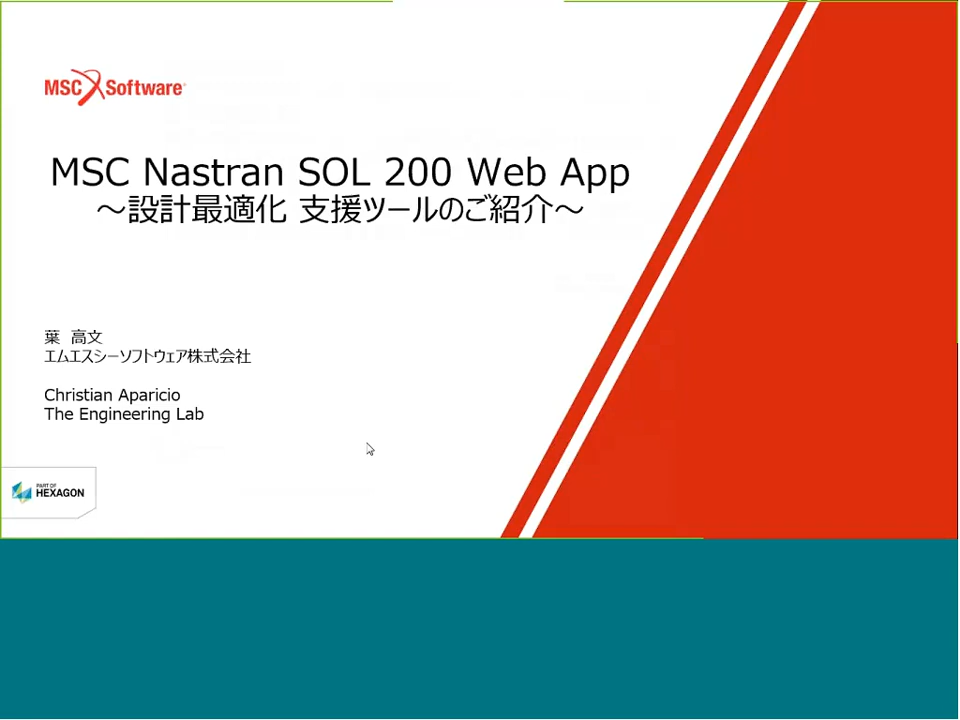 MSC Software
MSC Nastran SOL 200 Web App
～設計最適化 支援ツールのご紹介～
葉 高文
エムエスシーソフトウェア株式会社
Christian Aparicio
The Engineering Lab
PART OF
HEXAGON